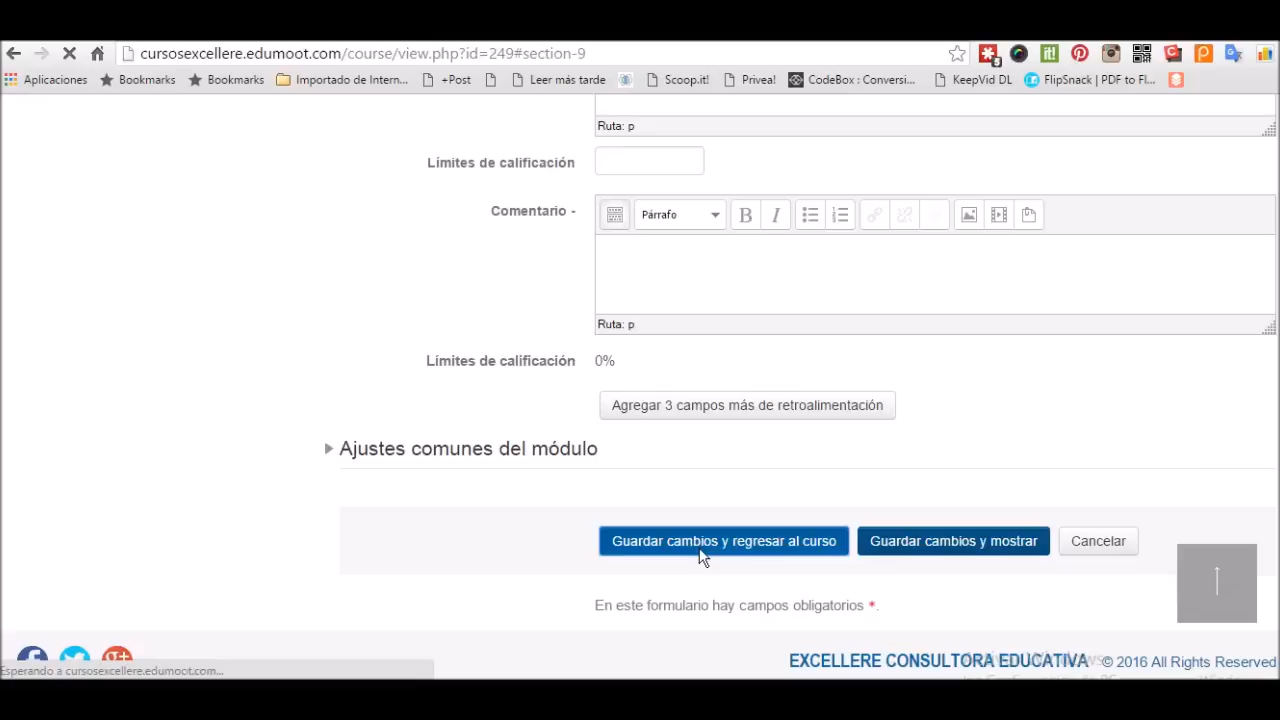 cursosexcellere.edumoot.com/course/view.php?id=249#section-9
Aplicaciones Bookmarks Bookmarks Importado de Intern... +Post Leer más tarde Scoop.it! Privea! CodeBox : Conversi... KeepVid DL FlipSnack | PDF to Fl...
Ruta: p
Límites de calificación
Comentario -
Párrafo B I
Ruta: p
Límites de calificación 0%
Agregar 3 campos más de retroalimentación
Ajustes comunes del módulo
Guardar cambios y regresar al curso Guardar cambios y mostrar Cancelar
En este formulario hay campos obligatorios *.
EXCELLERE CONSULTORA EDUCATIVA © 2016 All Rights Reserved
Esperando a cursosexcellere.edumoot.com...